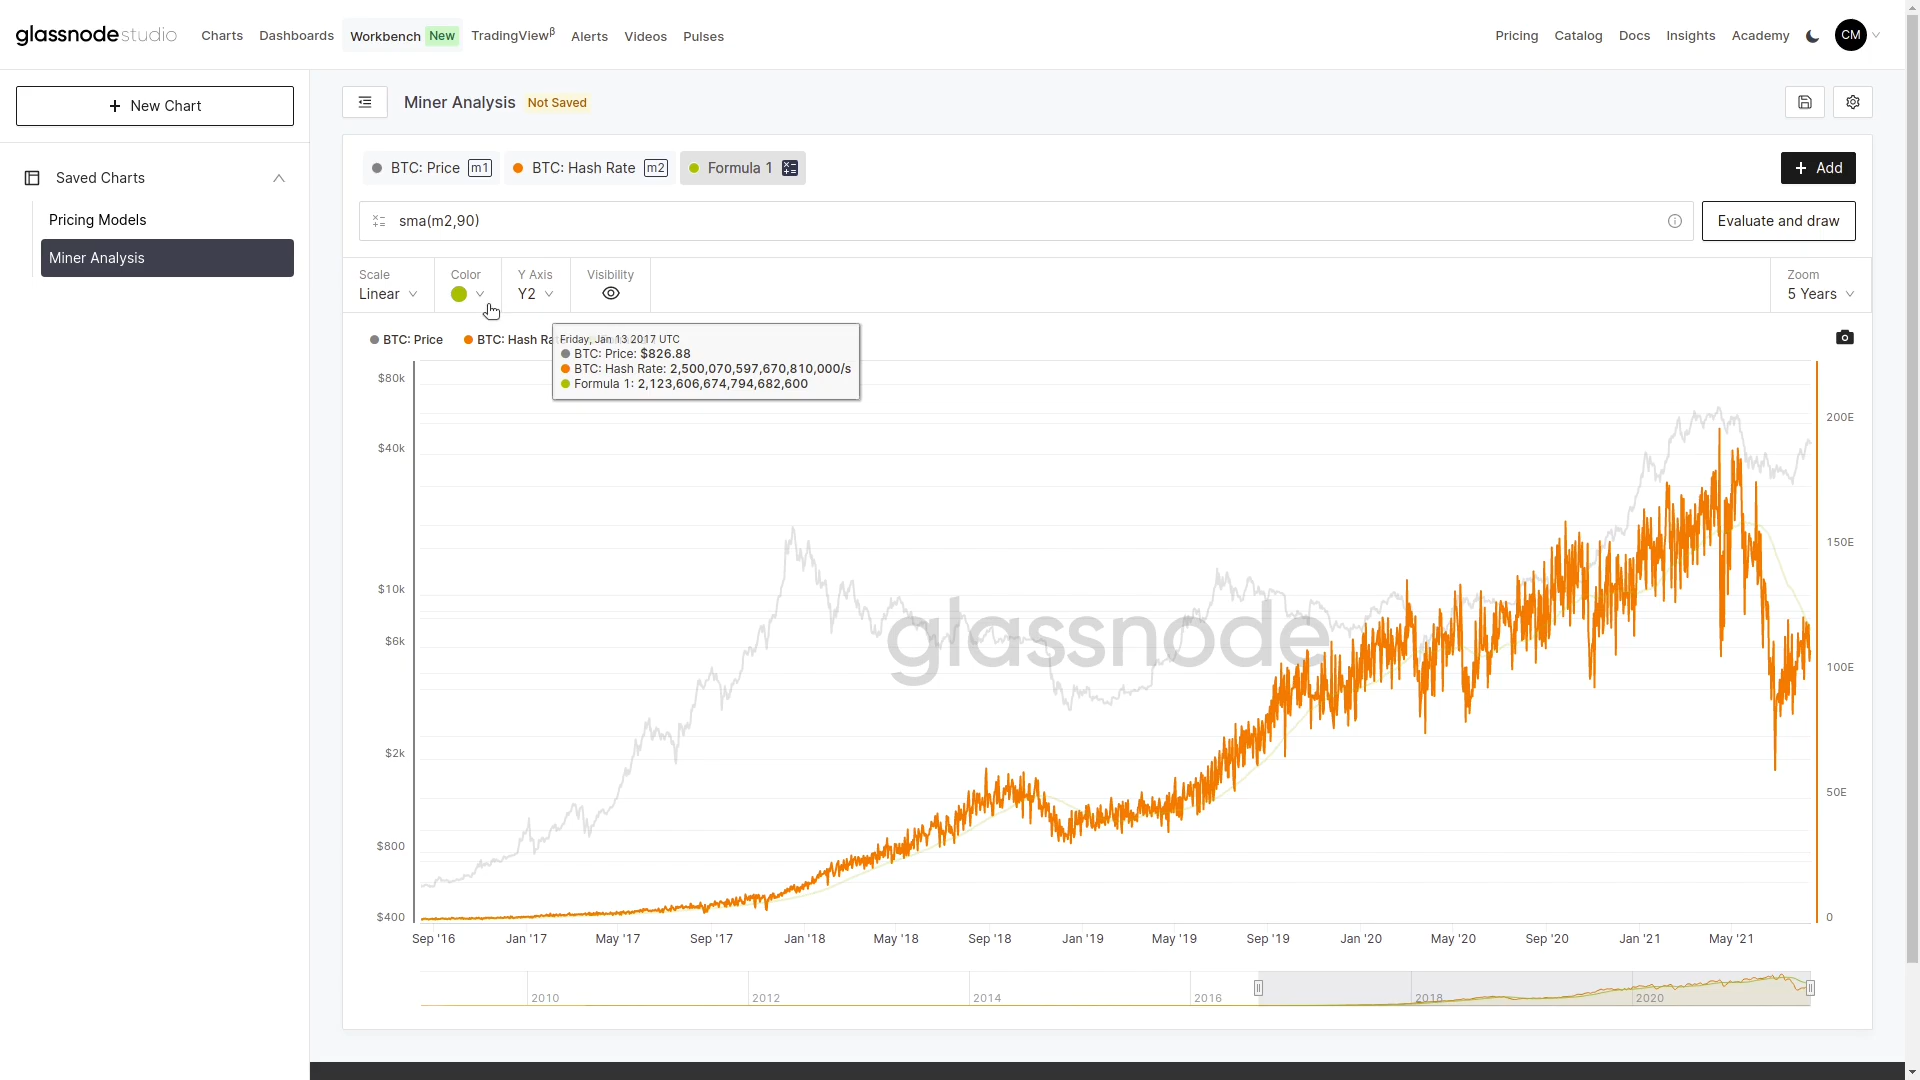 glassnodestudio Charts Dashboards Workbench New TradingViewβ Alerts Videos Pulses Pricing Catalog Docs Insights Academy CM
+ New Chart
Saved Charts
Pricing Models
Miner Analysis
Miner Analysis Not Saved
BTC: Price m1 BTC: Hash Rate m2 Formula 1
+ Add
sma(m2,90)
Evaluate and draw
Scale Color Y Axis Visibility Zoom
Linear Y2 5 Years
BTC: Price BTC: Hash Ra
Friday, Jan 13 2017 UTC
BTC: Price: $826.88
BTC: Hash Rate: 2,500,070,597,670,810,000/s
Formula 1: 2,123,606,674,794,682,600
$80k
$40k
$10k
$6k
$2k
$800
$400
glassnode
200E
150E
100E
50E
0
Sep '16 Jan '17 May '17 Sep '17 Jan '18 May '18 Sep '18 Jan '19 May '19 Sep '19 Jan '20 May '20 Sep '20 Jan '21 May '21
2010 2012 2014 2016 2018 2020